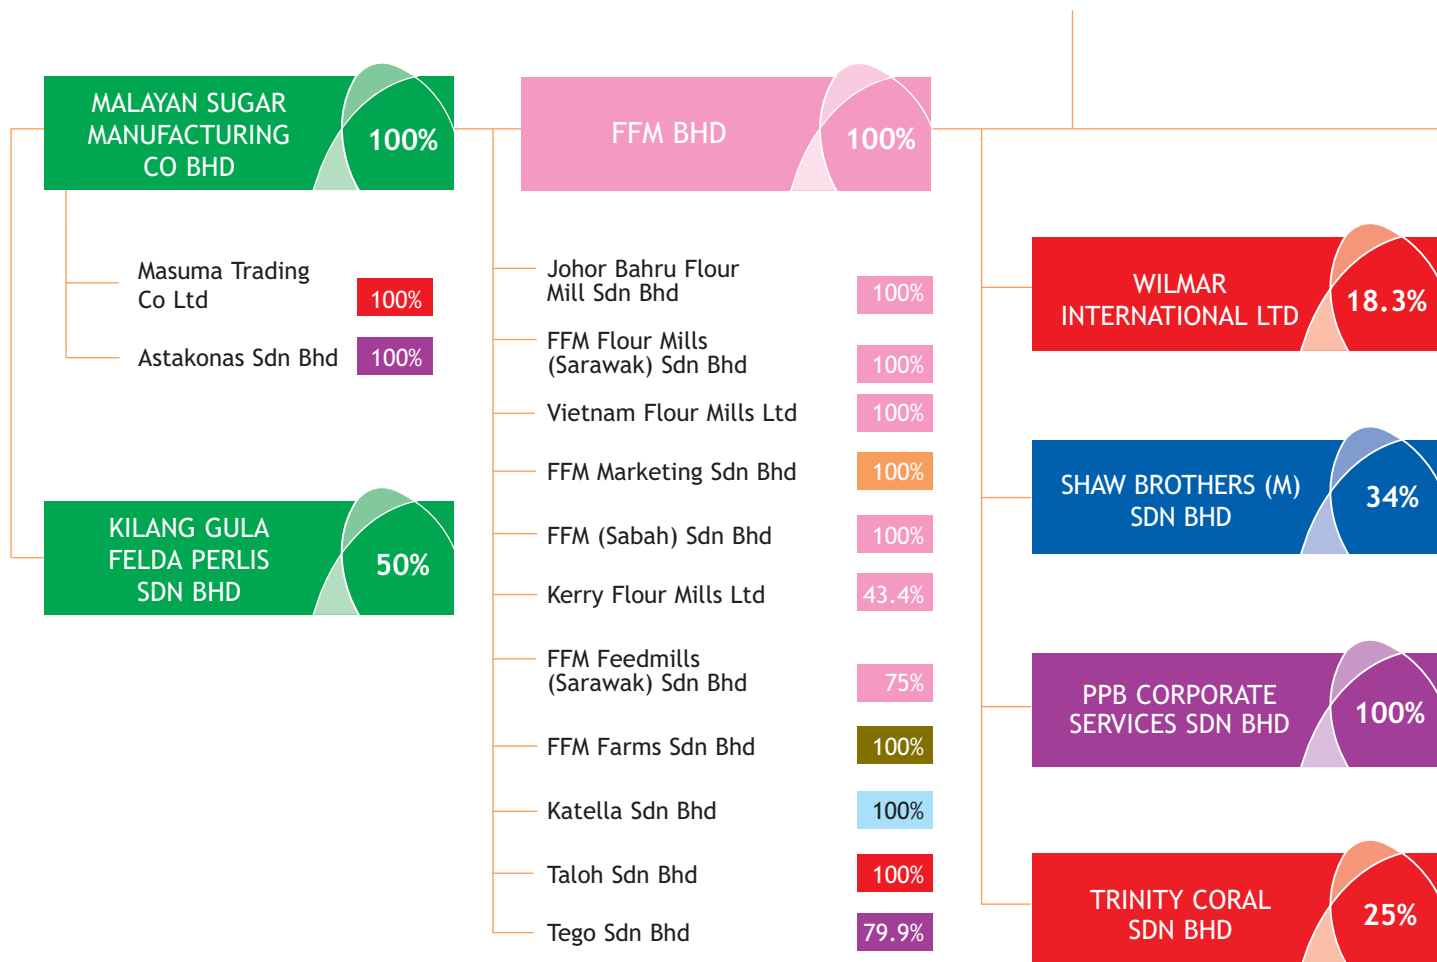 MALAYAN SUGAR
MANUFACTURING
CO BHD
100%
Masuma Trading
Co Ltd
100%
Astakonas Sdn Bhd
100%
KILANG GULA
FELDA PERLIS
SDN BHD
50%
FFM BHD
100%
Johor Bahru Flour
Mill Sdn Bhd
100%
FFM Flour Mills
(Sarawak) Sdn Bhd
100%
Vietnam Flour Mills Ltd
100%
FFM Marketing Sdn Bhd
100%
FFM (Sabah) Sdn Bhd
100%
Kerry Flour Mills Ltd
43.4%
FFM Feedmills
(Sarawak) Sdn Bhd
75%
FFM Farms Sdn Bhd
100%
Katella Sdn Bhd
100%
Taloh Sdn Bhd
100%
Tego Sdn Bhd
79.9%
WILMAR
INTERNATIONAL LTD
18.3%
SHAW BROTHERS (M)
SDN BHD
34%
PPB CORPORATE
SERVICES SDN BHD
100%
TRINITY CORAL
SDN BHD
25%